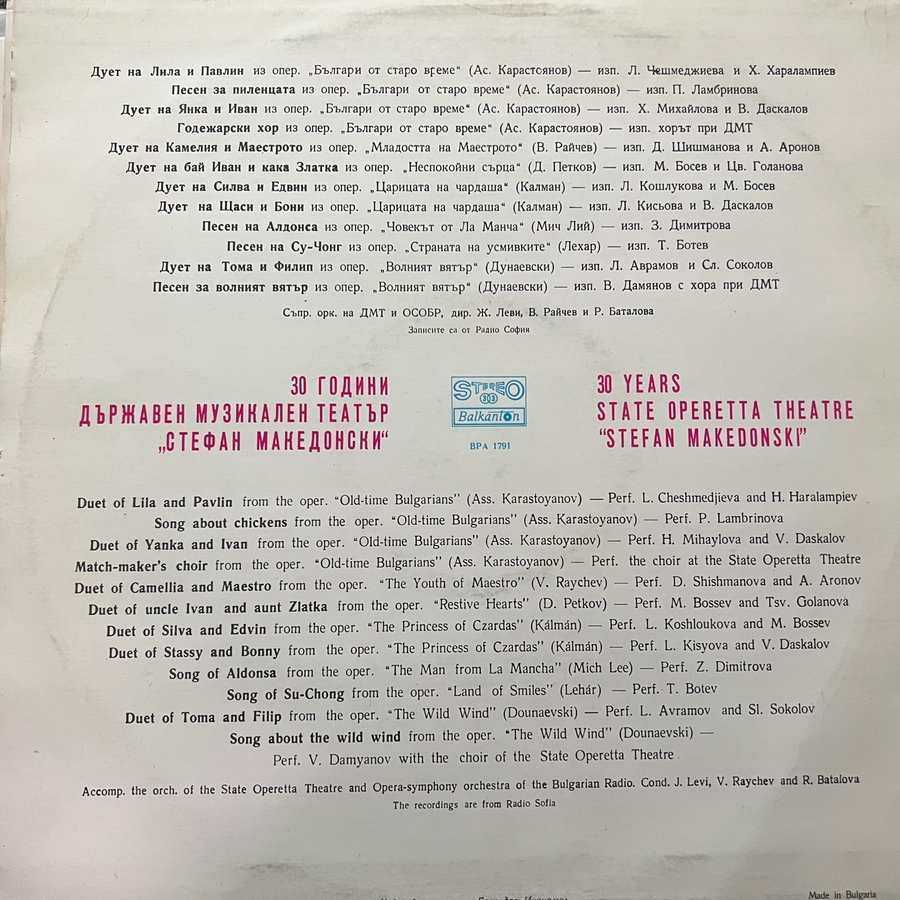 Дует на Лила и Павлин из опер. „Българи от старо време“ (Ас. Карастоянов) — изп. Л. Чешмеджиева и Х. Харалампиев
Песен за пиленцата из опер. „Българи от старо време“ (Ас. Карастоянов) — изп. П. Ламбринова
Дует на Янка и Иван из опер. „Българи от старо време“ (Ас. Карастоянов) — изп. Х. Михайлова и В. Даскалов
Годежарски хор из опер. „Българи от старо време“ (Ас. Карастоянов) — изп. хорът при ДМТ
Дует на Камелия и Маестрото из опер. „Младостта на Маестрото“ (В. Райчев) — изп. Д. Шишманова и А. Аронов
Дует на бай Иван и кака Златка из опер. „Неспокойни сърца“ (Д. Петков) — изп. М. Босев и Цв. Голанова
Дует на Силва и Едвин из опер. „Царицата на чардаша“ (Калман) — изп. Л. Кошлукова и М. Босев
Дует на Щаси и Бони из опер. „Царицата на чардаша“ (Калман) — изп. Л. Кисьова и В. Даскалов
Песен на Алдонса из опер. „Човекът от Ла Манча“ (Мич Лий) — изп. З. Димитрова
Песен на Су-Чонг из опер. „Страната на усмивките“ (Лехар) — изп. Т. Ботев
Дует на Тома и Филип из опер. „Волният вятър“ (Дунаевски) — изп. Л. Аврамов и Сл. Соколов
Песен за волният вятър из опер. „Волният вятър“ (Дунаевски) — изп. В. Дамянов с хора при ДМТ
Съпр. орк. на ДМТ и ОСОБР, дир. Ж. Леви, В. Райчев и Р. Баталова
Записите са от Радио София
30 ГОДИНИ
ДЪРЖАВЕН МУЗИКАЛЕН ТЕАТЪР
„СТЕФАН МАКЕДОНСКИ“
STEREO
33
Balkanton
ВРА 1791
30 YEARS
STATE OPERETTA THEATRE
“STEFAN MAKEDONSKI”
Duet of Lila and Pavlin from the oper. “Old-time Bulgarians” (Ass. Karastoyanov) — Perf. L. Cheshmedjieva and H. Haralampiev
Song about chickens from the oper. “Old-time Bulgarians” (Ass. Karastoyanov) — Perf. P. Lambrinova
Duet of Yanka and Ivan from the oper. “Old-time Bulgarians” (Ass. Karastoyanov) — Perf. H. Mihaylova and V. Daskalov
Match-maker's choir from the oper. “Old-time Bulgarians” (Ass. Karastoyanov) — Perf. the choir at the State Operetta Theatre
Duet of Camellia and Maestro from the oper. “The Youth of Maestro” (V. Raychev) — Perf. D. Shishmanova and A. Aronov
Duet of uncle Ivan and aunt Zlatka from the oper. “Restive Hearts” (D. Petkov) — Perf. M. Bossev and Tsv. Golanova
Duet of Silva and Edvin from the oper. “The Princess of Czardas” (Kálmán) — Perf. L. Koshloukova and M. Bossev
Duet of Stassy and Bonny from the oper. “The Princess of Czardas” (Kálmán) — Perf. L. Kisyova and V. Daskalov
Song of Aldonsa from the oper. “The Man from La Mancha” (Mich Lee) — Perf. Z. Dimitrova
Song of Su-Chong from the oper. “Land of Smiles” (Lehár) — Perf. T. Botev
Duet of Toma and Filip from the oper. “The Wild Wind” (Dounaevski) — Perf. L. Avramov and Sl. Sokolov
Song about the wild wind from the oper. “The Wild Wind” (Dounaevski) —
Perf. V. Damyanov with the choir of the State Operetta Theatre
Accomp. the orch. of the State Operetta Theatre and Opera-symphony orchestra of the Bulgarian Radio. Cond. J. Levi, V. Raychev and R. Batalova
The recordings are from Radio Sofia
Made in Bulgaria